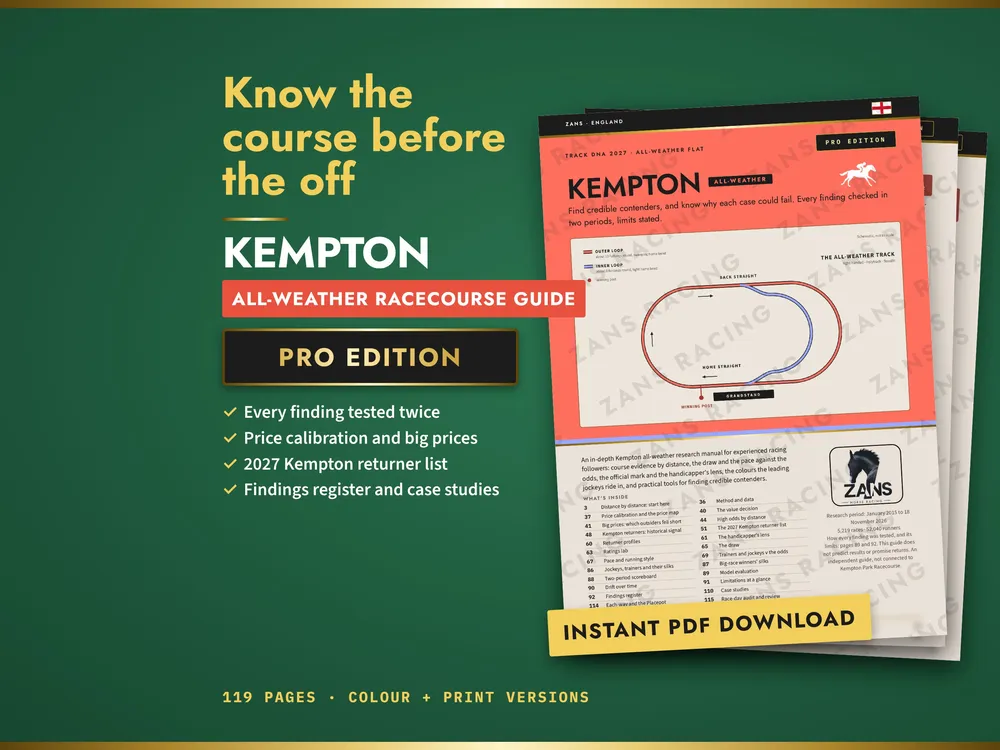 Know the
course before
the off
KEMPTON
ALL-WEATHER RACECOURSE GUIDE
PRO EDITION
✓ Every finding tested twice
✓ Price calibration and big prices
✓ 2027 Kempton returner list
✓ Findings register and case studies
119 PAGES · COLOUR + PRINT VERSIONS
ZANS · ENGLAND
PRO EDITION
TRACK DNA 2027 · ALL-WEATHER FLAT
KEMPTON ALL-WEATHER
Find credible contenders, and know why each case could fail. Every finding checked in
two periods, limits stated.
OUTER LOOP
INNER LOOP
THE ALL-WEATHER TRACK
BACK STRAIGHT
HOME STRAIGHT
GRANDSTAND
WINNING POST
An in-depth Kempton all-weather research manual for experienced racing
followers: course evidence by distance, the draw and the pace against the
odds, the official mark and the handicapper's lens, the colours the leading
jockeys ride in, and practical tools for finding credible contenders.
WHAT'S INSIDE
3 Distance by distance: start here
37 Price calibration and the price map
41 Big prices: which outsiders fell short
48 Kempton returners: historical signal
60 Returner profiles
63 Ratings lab
67 Pace and running style
86 Jockeys, trainers and their silks
88 Two-period scoreboard
90 Drift over time
92 Findings register
114 Each-way and the Placepot
36 Method and data
40 The value decision
44 High odds by distance
51 The 2027 Kempton returner list
61 The handicapper's lens
65 The draw
69 Trainers and jockeys v the odds
87 Big-race winners' silks
89 Model evaluation
91 Limitations at a glance
110 Case studies
115 Race day audit and review
ZANS
HORSE RACING
Research period: January 2015 to 18
November 2026
5,219 races · 52,040 runners
How every finding was tested, and its
limits: pages 88 and 92. This guide does
not predict results or promise returns. An
independent guide, not connected to
Kempton Park Racecourse.
INSTANT PDF DOWNLOAD
ZANS RACING